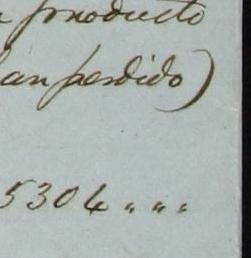 producto
an perdido)
5304 " " "